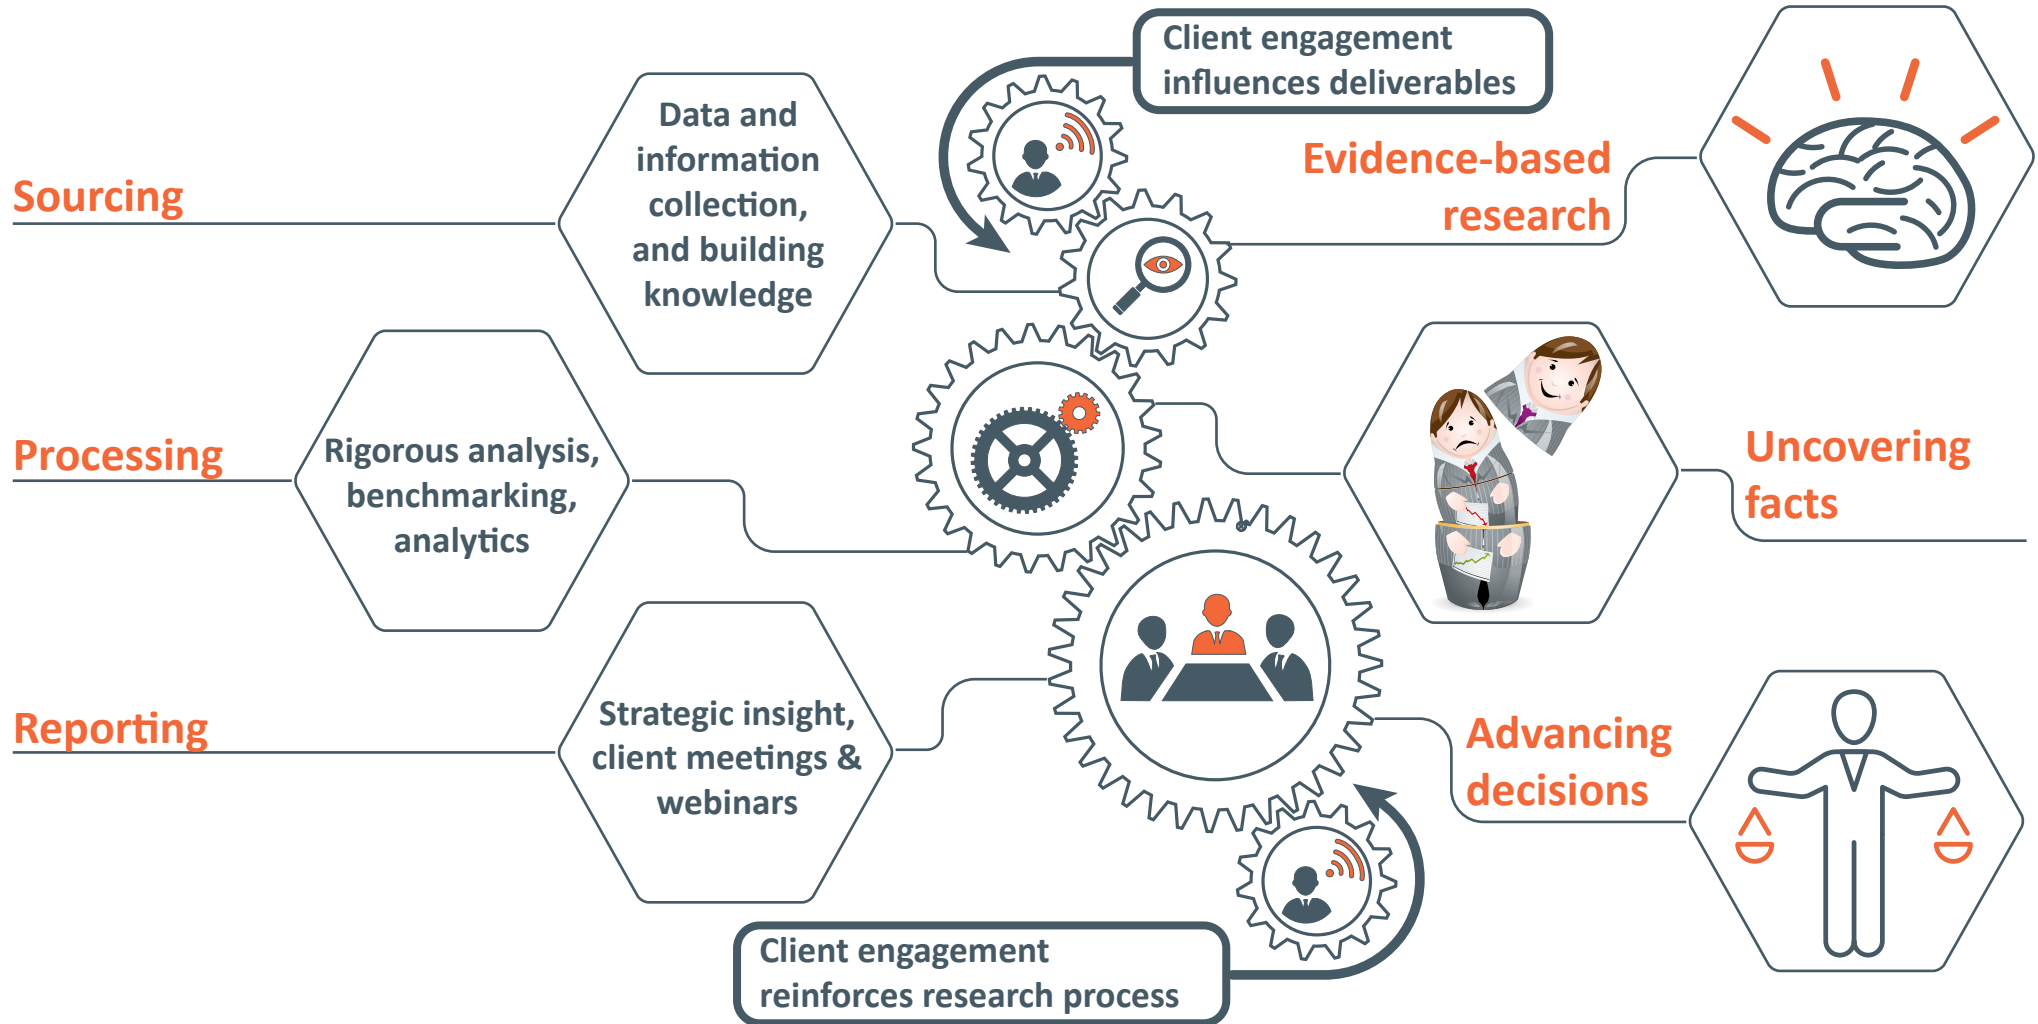 Client engagement
influences deliverables
Sourcing
Data and
information
collection,
and building
knowledge
Evidence-based
research
Processing
Rigorous analysis,
benchmarking,
analytics
Uncovering
facts
Reporting
Strategic insight,
client meetings &
webinars
Advancing
decisions
Client engagement
reinforces research process